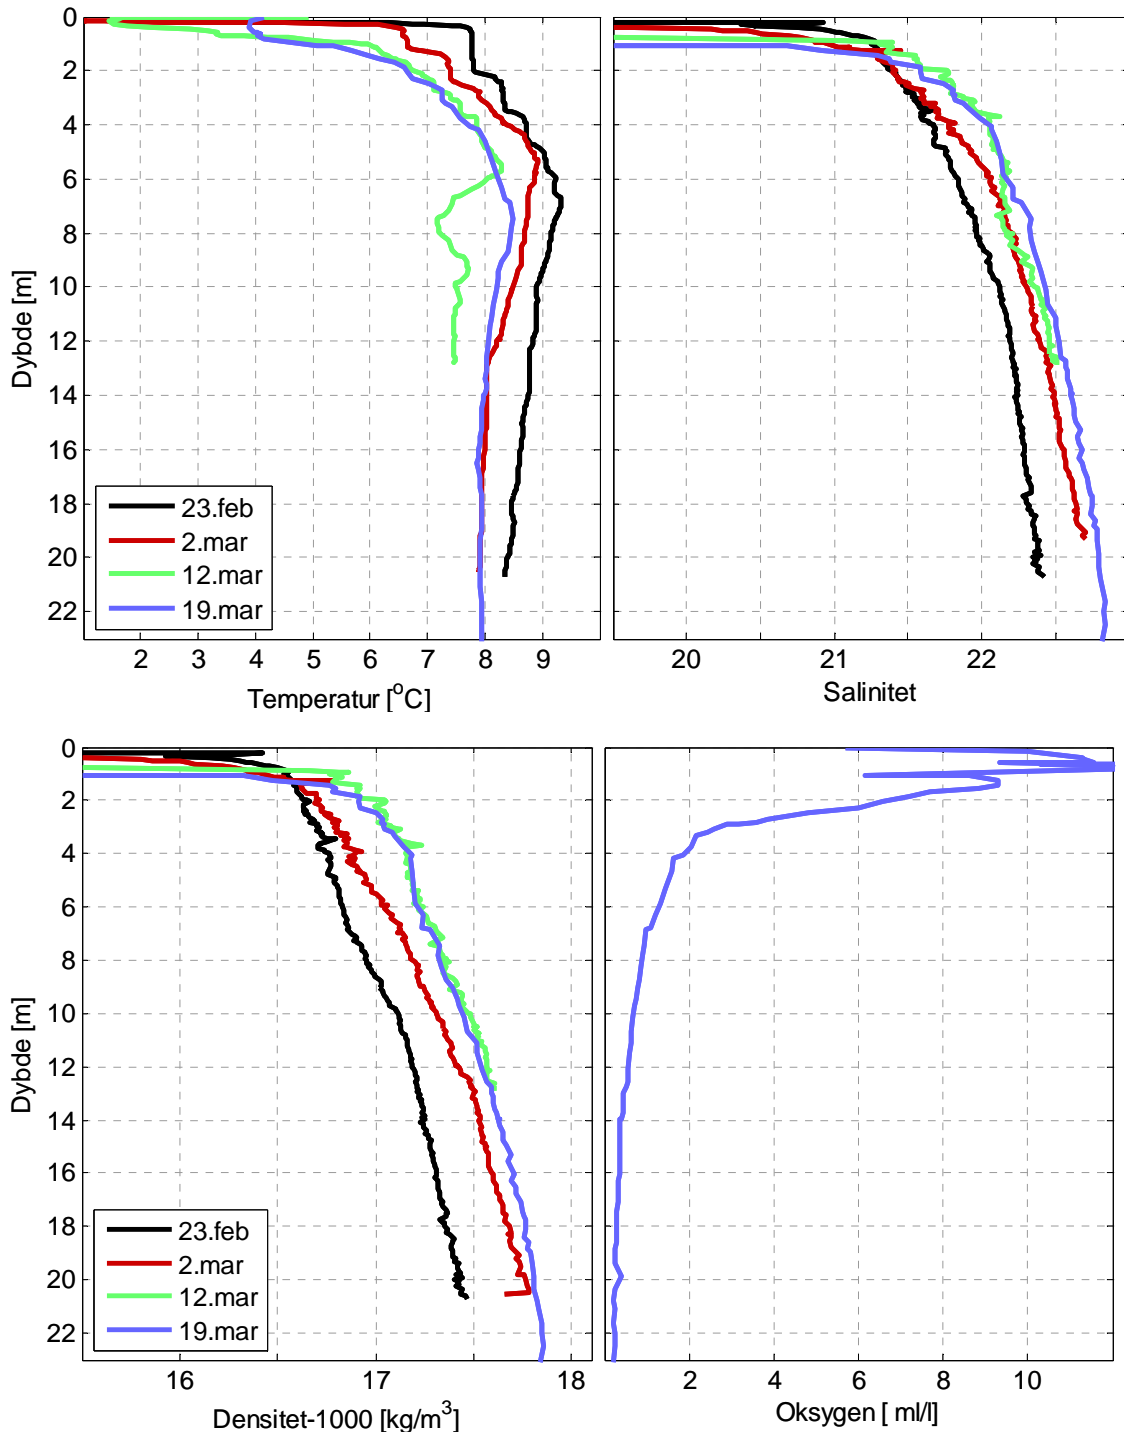 0
2
4
6
8
10
12
14
16
18
20
22
Dybde [m]
23.feb
2.mar
12.mar
19.mar
2 3 4 5 6 7 8 9
Temperatur [°C]
20 21 22
Salinitet
0
2
4
6
8
10
12
14
16
18
20
22
Dybde [m]
23.feb
2.mar
12.mar
19.mar
16 17 18
Densitet-1000 [kg/m³]
2 4 6 8 10
Oksygen [ ml/l]